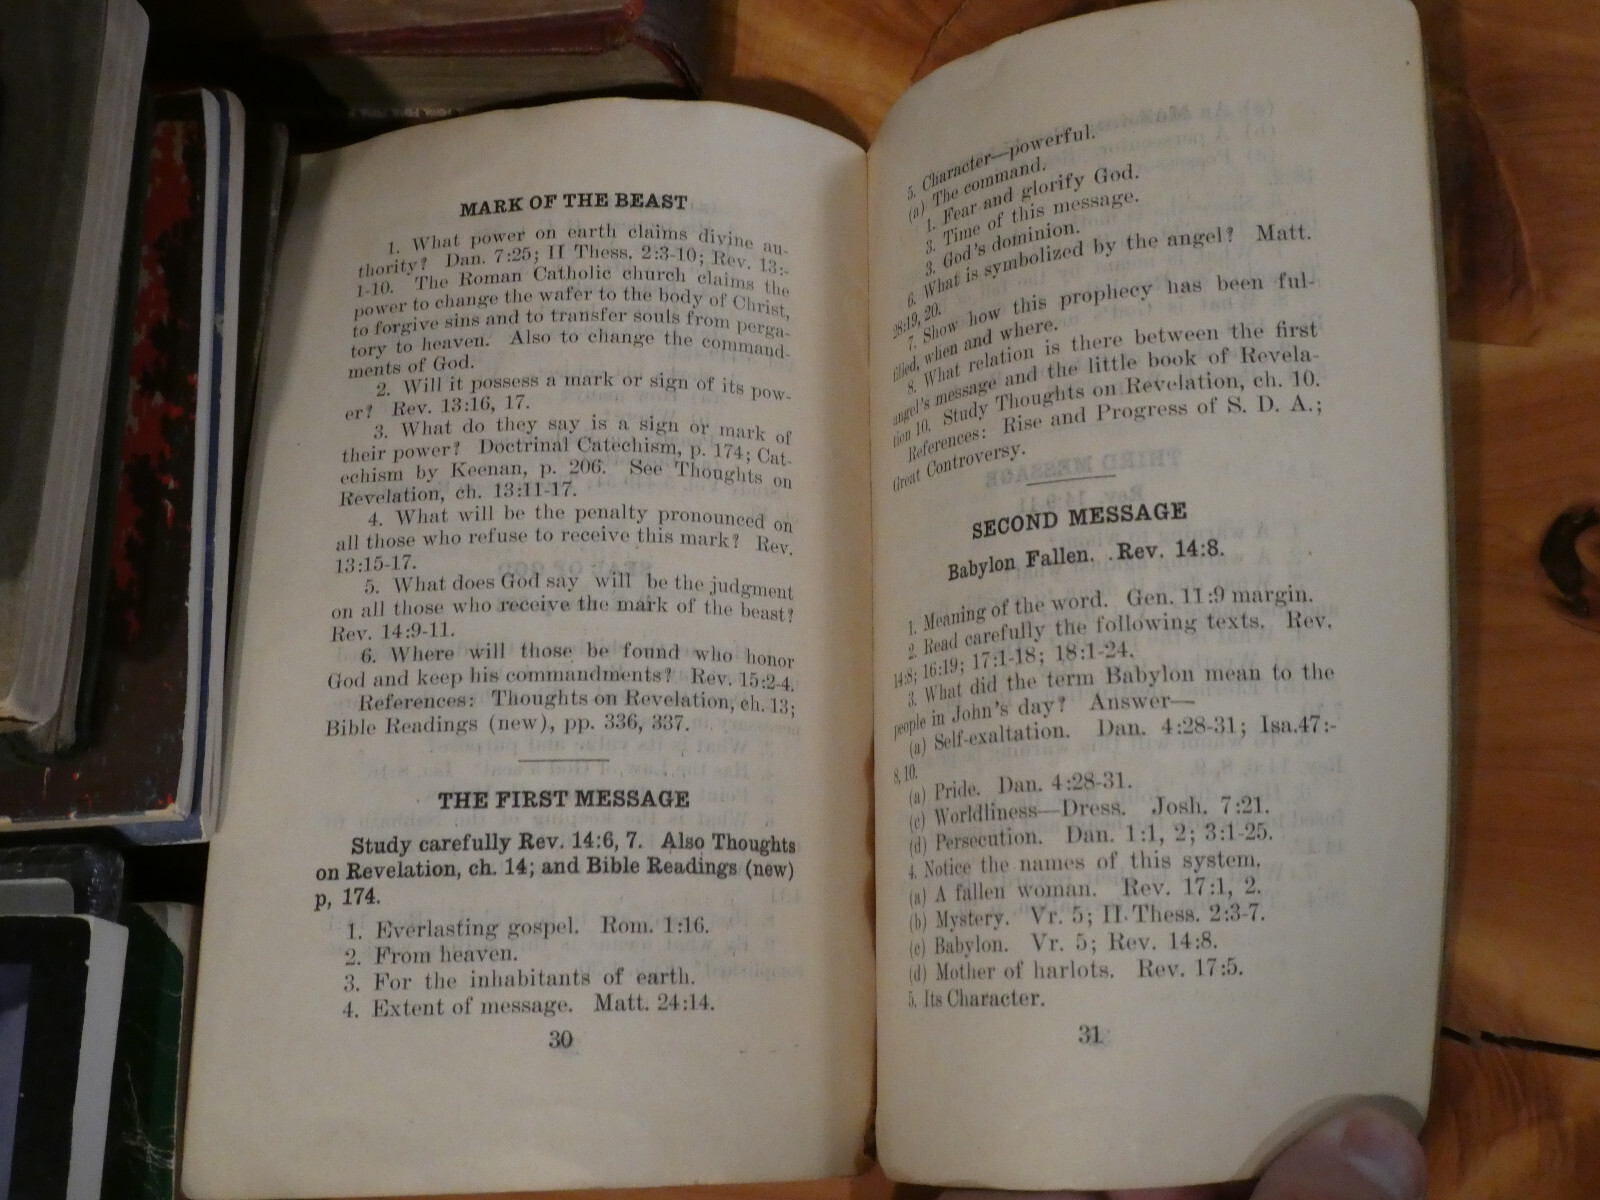 MARK OF THE BEAST
1. What power on earth claims divine au-
thority? Dan. 7:25; II Thess. 2:3-10; Rev. 13:-
1-10. The Roman Catholic church claims the
power to change the wafer to the body of Christ,
to forgive sins and to transfer souls from perga-
tory to heaven. Also to change the command-
ments of God.
2. Will it possess a mark or sign of its pow-
er? Rev. 13:16, 17.
3. What do they say is a sign or mark of
their power? Doctrinal Catechism, p. 174; Cat-
echism by Keenan, p. 206. See Thoughts on
Revelation, ch. 13:11-17.
4. What will be the penalty pronounced on
all those who refuse to receive this mark? Rev.
13:15-17.
5. What does God say will be the judgment
on all those who receive the mark of the beast?
Rev. 14:9-11.
6. Where will those be found who honor
God and keep his commandments? Rev. 15:2-4.
References: Thoughts on Revelation, ch. 13;
Bible Readings (new), pp. 336, 337.
THE FIRST MESSAGE
Study carefully Rev. 14:6, 7. Also Thoughts
on Revelation, ch. 14; and Bible Readings (new)
p, 174.
1. Everlasting gospel. Rom. 1:16.
2. From heaven.
3. For the inhabitants of earth.
4. Extent of message. Matt. 24:14.
30
5. Character—powerful.
(a) The command.
1. Fear and glorify God.
3. Time of this message.
3. God's dominion.
6. What is symbolized by the angel? Matt.
28:19, 20.
7. Show how this prophecy has been ful-
filled, when and where.
8. What relation is there between the first
angel's message and the little book of Revela-
tion 10. Study Thoughts on Revelation, ch. 10.
References: Rise and Progress of S. D. A.;
Great Controversy.
SECOND MESSAGE
Babylon Fallen. Rev. 14:8.
1. Meaning of the word. Gen. 11:9 margin.
2. Read carefully the following texts. Rev.
14:8; 16:19; 17:1-18; 18:1-24.
3. What did the term Babylon mean to the
people in John's day? Answer—
(a) Self-exaltation. Dan. 4:28-31; Isa.47:-
8, 10.
(a) Pride. Dan. 4:28-31.
(c) Worldliness—Dress. Josh. 7:21.
(d) Persecution. Dan. 1:1, 2; 3:1-25.
4. Notice the names of this system.
(a) A fallen woman. Rev. 17:1, 2.
(b) Mystery. Vr. 5; II. Thess. 2:3-7.
(c) Babylon. Vr. 5; Rev. 14:8.
(d) Mother of harlots. Rev. 17:5.
5. Its Character.
31